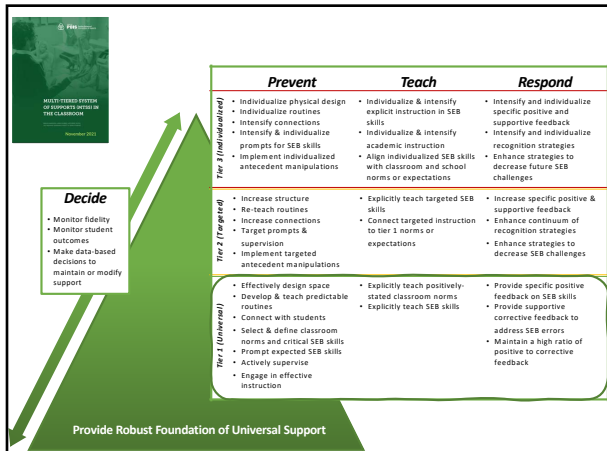 PBIS
MULTI-TIERED SYSTEM
OF SUPPORTS (MTSS) IN
THE CLASSROOM
November 2022
Prevent
Teach
Respond
Tier 3 (Individualized)
• Individualize physical design
• Individualize routines
• Intensify connections
• Intensify & individualize
prompts for SEB skills
• Implement individualized
antecedent manipulations
• Individualize & intensify
explicit instruction in SEB
skills
• Individualize & intensify
academic instruction
• Align individualized SEB skills
with classroom and school
norms or expectations
• Intensify and individualize
specific positive and
supportive feedback
• Intensify and individualize
recognition strategies
• Enhance strategies to
decrease future SEB
challenges
Decide
• Monitor fidelity
• Monitor student
outcomes
• Make data-based
decisions to
maintain or modify
support
Tier 2 (Targeted)
• Increase structure
• Re-teach routines
• Increase connections
• Target prompts &
supervision
• Implement targeted
antecedent manipulations
• Explicitly teach targeted SEB
skills
• Connect targeted instruction
to tier 1 norms or
expectations
• Increase specific positive &
supportive feedback
• Enhance continuum of
recognition strategies
• Enhance strategies to
decrease SEB challenges
Tier 1 (Universal)
• Effectively design space
• Develop & teach predictable
routines
• Connect with students
• Select & define classroom
norms and critical SEB skills
• Prompt expected SEB skills
• Actively supervise
• Engage in effective
instruction
• Explicitly teach positively-
stated classroom norms
• Explicitly teach SEB skills
• Provide specific positive
feedback on SEB skills
• Provide supportive
corrective feedback to
address SEB errors
• Maintain a high ratio of
positive to corrective
feedback
Provide Robust Foundation of Universal Support